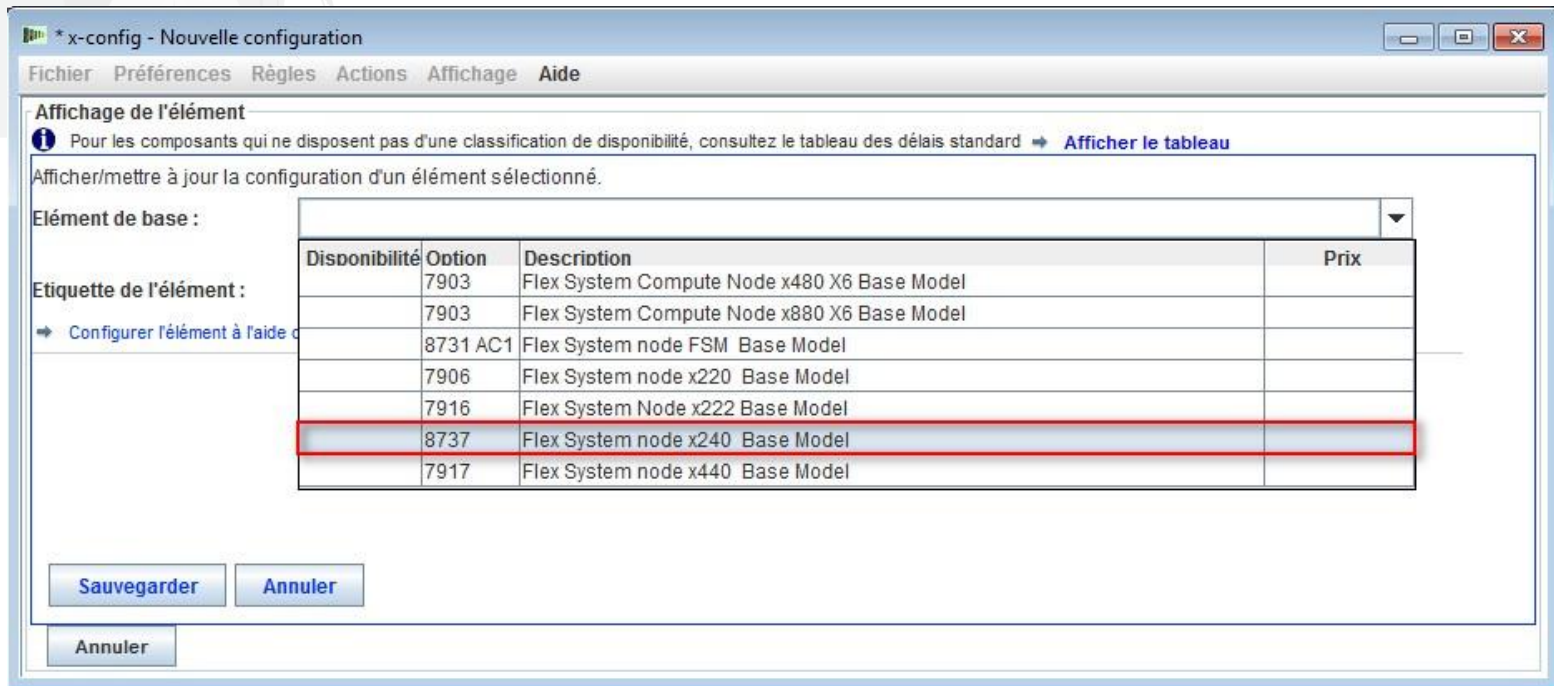 * x-config - Nouvelle configuration
Fichier Préférences Règles Actions Affichage Aide
Affichage de l'élément
Pour les composants qui ne disposent pas d'une classification de disponibilité, consultez le tableau des délais standard ➡ Afficher le tableau
Afficher/mettre à jour la configuration d'un élément sélectionné.
Elément de base :
Disponibilité Option Description Prix
7903 Flex System Compute Node x480 X6 Base Model
Etiquette de l'élément :
7903 Flex System Compute Node x880 X6 Base Model
➡ Configurer l'élément à l'aide
8731 AC1 Flex System node FSM Base Model
7906 Flex System node x220 Base Model
7916 Flex System Node x222 Base Model
8737 Flex System node x240 Base Model
7917 Flex System node x440 Base Model
Sauvegarder Annuler
Annuler